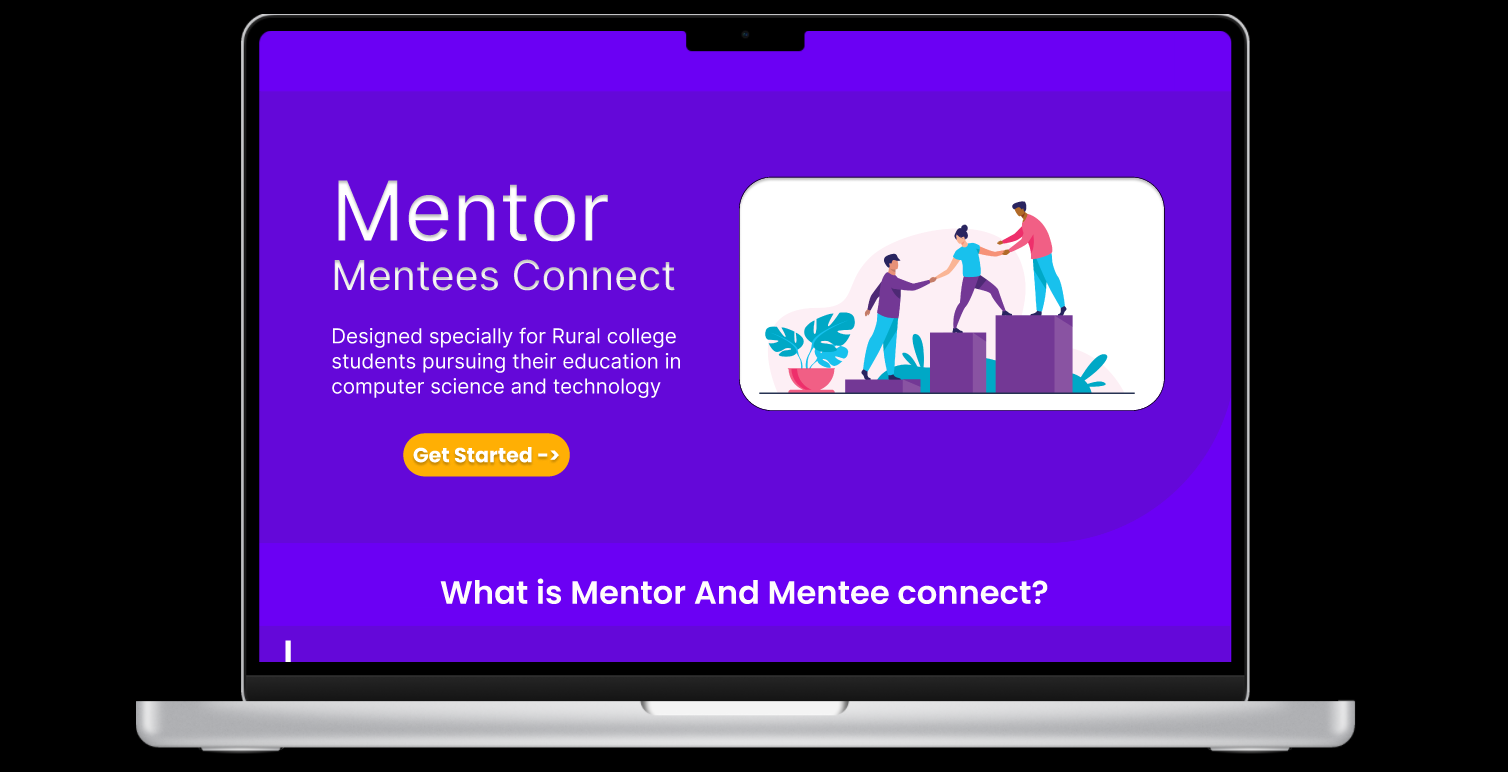 Mentor
Mentees Connect
Designed specially for Rural college
students pursuing their education in
computer science and technology
Get Started ->
What is Mentor And Mentee connect?